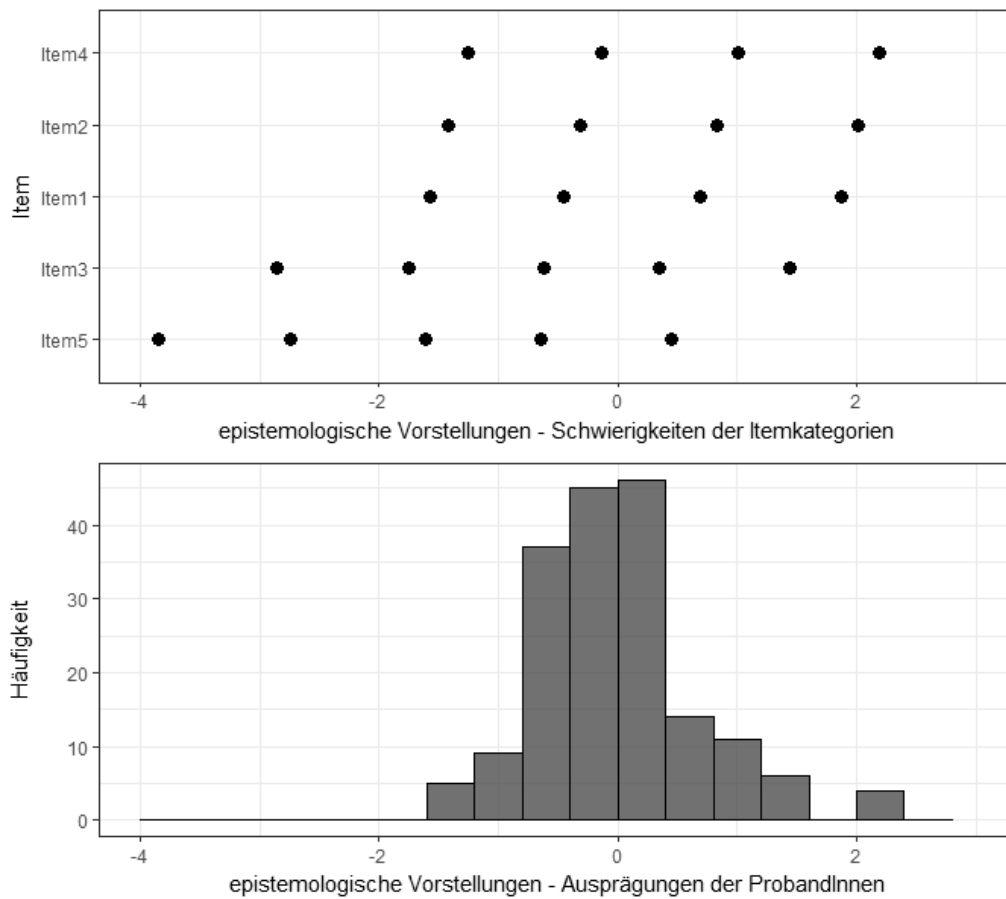 Item4
Item2
Item1
Item3
Item5
Item
-4 -2 0 2
epistemologische Vorstellungen - Schwierigkeiten der Itemkategorien
40
30
20
10
0
Häufigkeit
-4 -2 0 2
epistemologische Vorstellungen - Ausprägungen der ProbandInnen